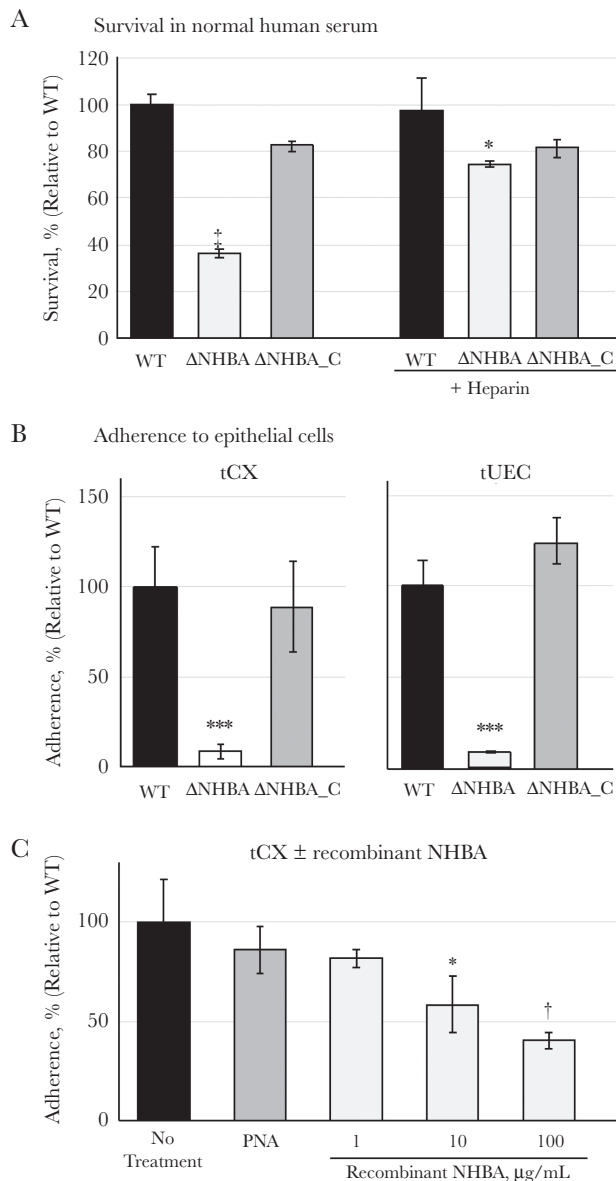 A
Survival in normal human serum
Survival, % (Relative to WT)
120
100
80
60
40
20
0
‡
*
WT ΔNHBA ΔNHBA_C WT ΔNHBA ΔNHBA_C
+ Heparin
B
Adherence to epithelial cells
tCX tUEC
Adherence, % (Relative to WT)
150
100
50
0
*** ***
WT ΔNHBA ΔNHBA_C WT ΔNHBA ΔNHBA_C
C
tCX ± recombinant NHBA
Adherence, % (Relative to WT)
100
50
0
*
†
No PNA 1 10 100
Treatment Recombinant NHBA, μg/mL